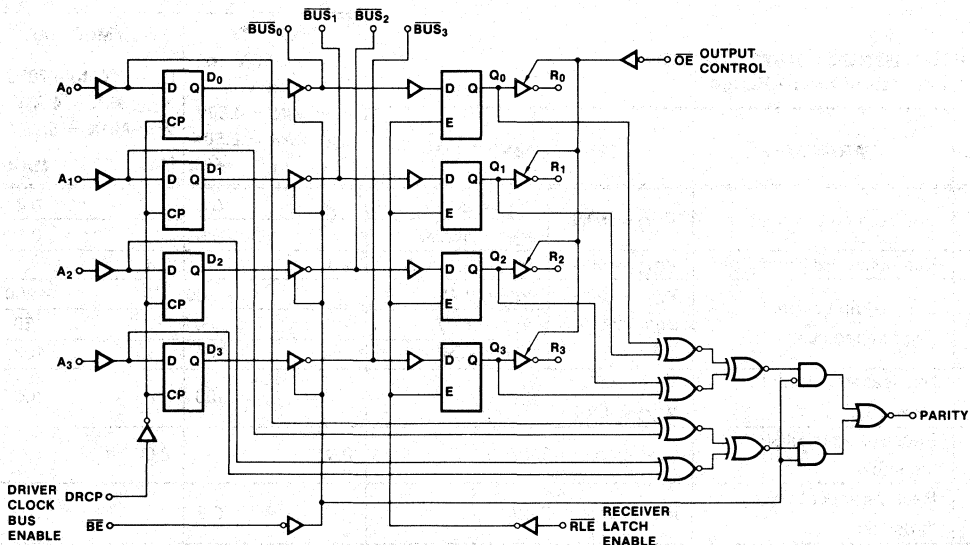 BUS₀ BUS₁ BUS₂ BUS₃
A₀ D Q D₀ CP D Q Q₀ E R₀ OE OUTPUT CONTROL
A₁ D Q D₁ CP D Q Q₁ E R₁
A₂ D Q D₂ CP D Q Q₂ E R₂
A₃ D Q D₃ CP D Q Q₃ E R₃
PARITY
DRIVER
CLOCK DRCP
BUS
ENABLE BE
RLE RECEIVER
LATCH
ENABLE